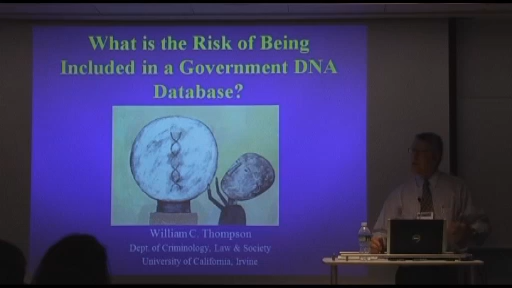 What is the Risk of Being
Included in a Government DNA
Database?
William C. Thompson
Dept. of Criminology, Law & Society
University of California, Irvine